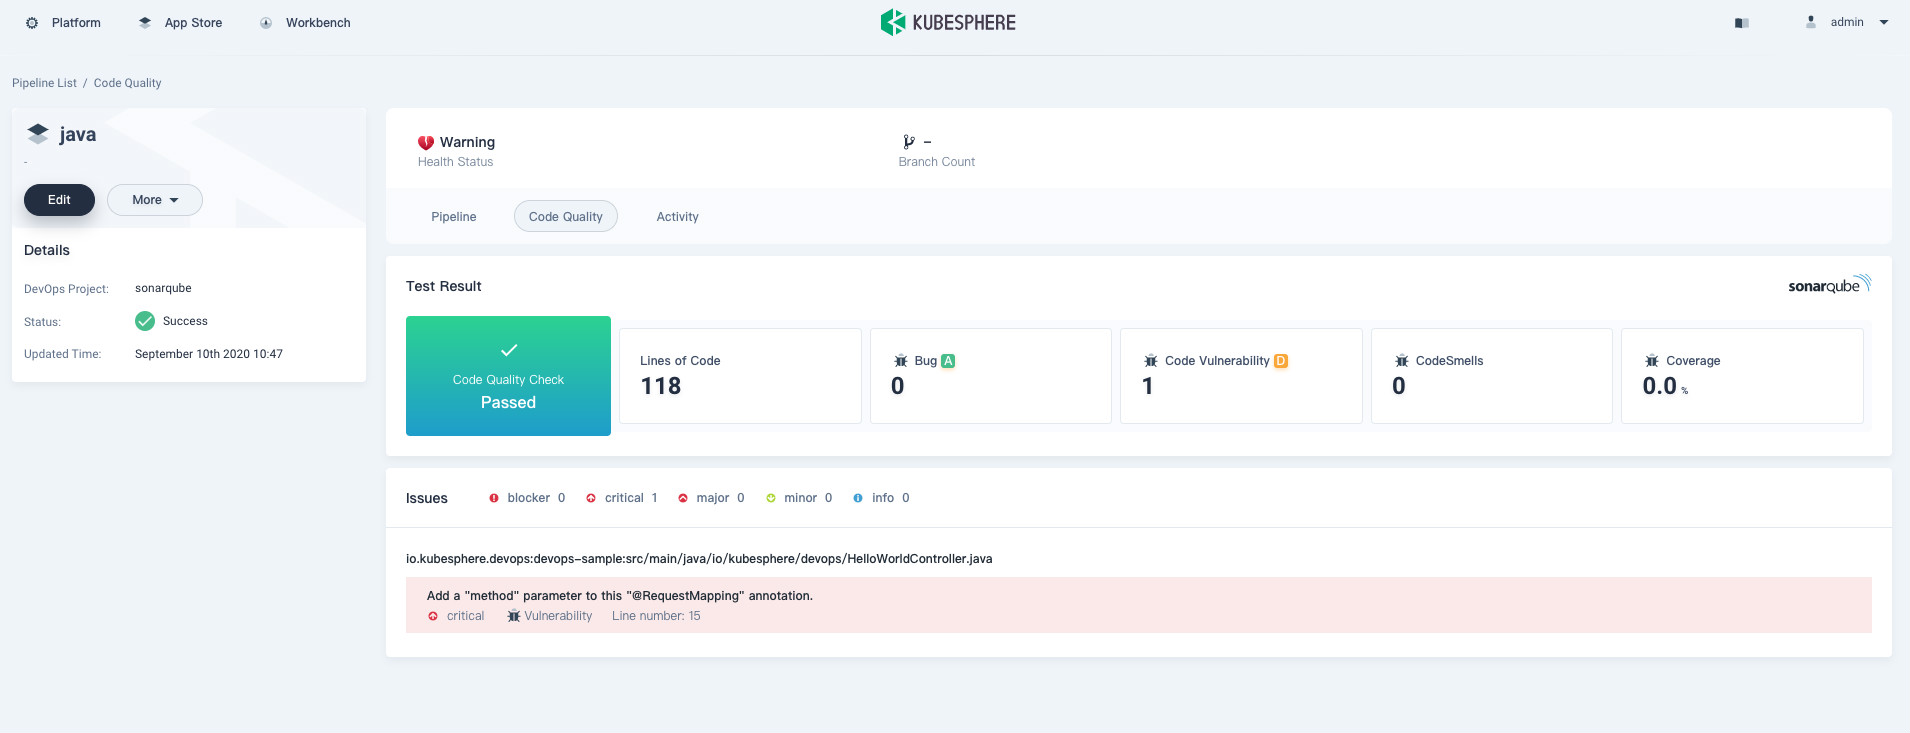 Platform
App Store
Workbench
KUBESPHERE
admin
Pipeline List / Code Quality
java
-
Edit
More
Details
DevOps Project: sonarqube
Status: Success
Updated Time: September 10th 2020 10:47
Warning
Health Status
–
Branch Count
Pipeline
Code Quality
Activity
Test Result
sonarqube
Code Quality Check
Passed
Lines of Code
118
Bug A
0
Code Vulnerability D
1
CodeSmells
0
Coverage
0.0 %
Issues blocker 0 critical 1 major 0 minor 0 info 0
io.kubesphere.devops:devops-sample:src/main/java/io/kubesphere/devops/HelloWorldController.java
Add a "method" parameter to this "@RequestMapping" annotation.
critical Vulnerability Line number: 15